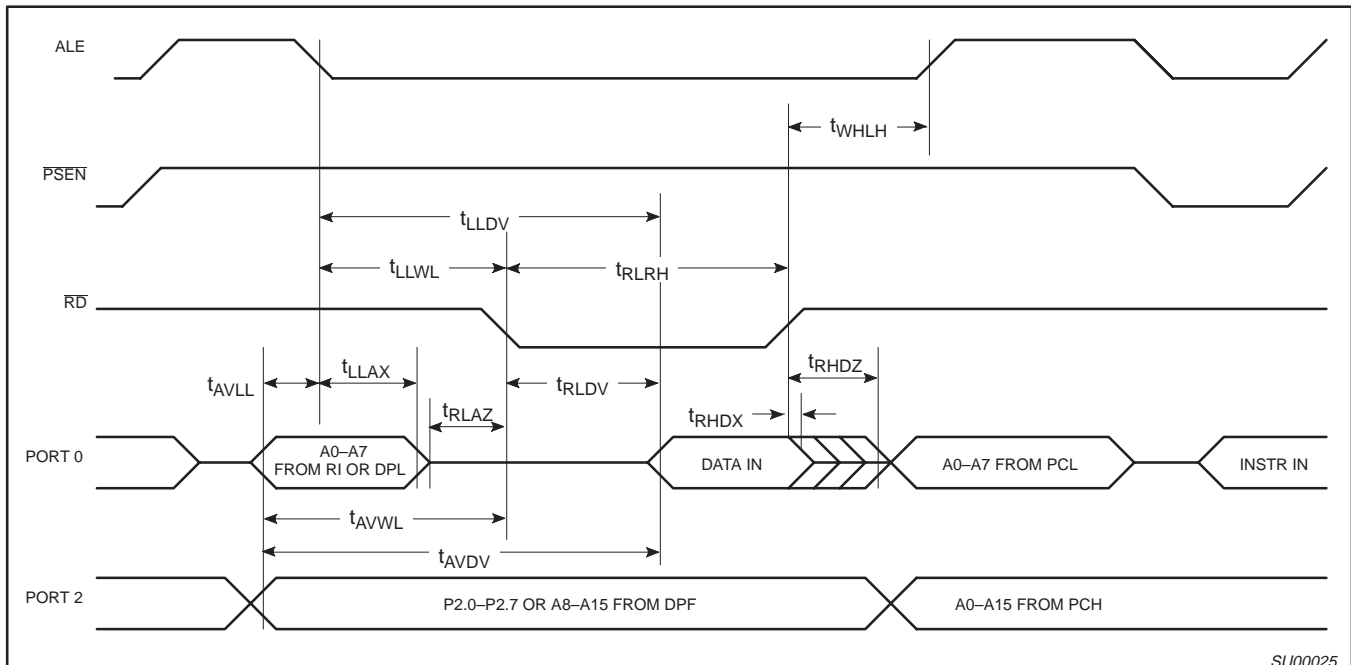 ALE
tWHLH
PSEN
tLLDV
tLLWL
tRLRH
RD
tAVLL
tLLAX
tRLDV
tRHDZ
tRLAZ
tRHDX
PORT 0
A0–A7
FROM RI OR DPL
DATA IN
A0–A7 FROM PCL
INSTR IN
tAVWL
tAVDV
PORT 2
P2.0–P2.7 OR A8–A15 FROM DPF
A0–A15 FROM PCH
SU00025